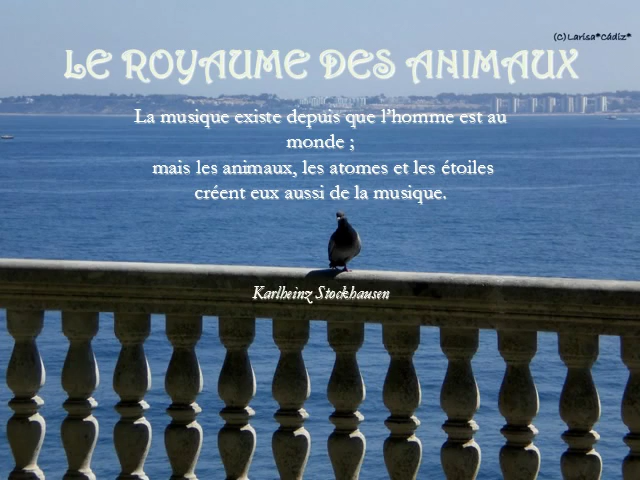 (C) Larisa*Cádiz*
LE ROYAUME DES ANIMAUX
La musique existe depuis que l'homme est au
monde ;
mais les animaux, les atomes et les étoiles
créent eux aussi de la musique.
Karlheinz Stockhausen